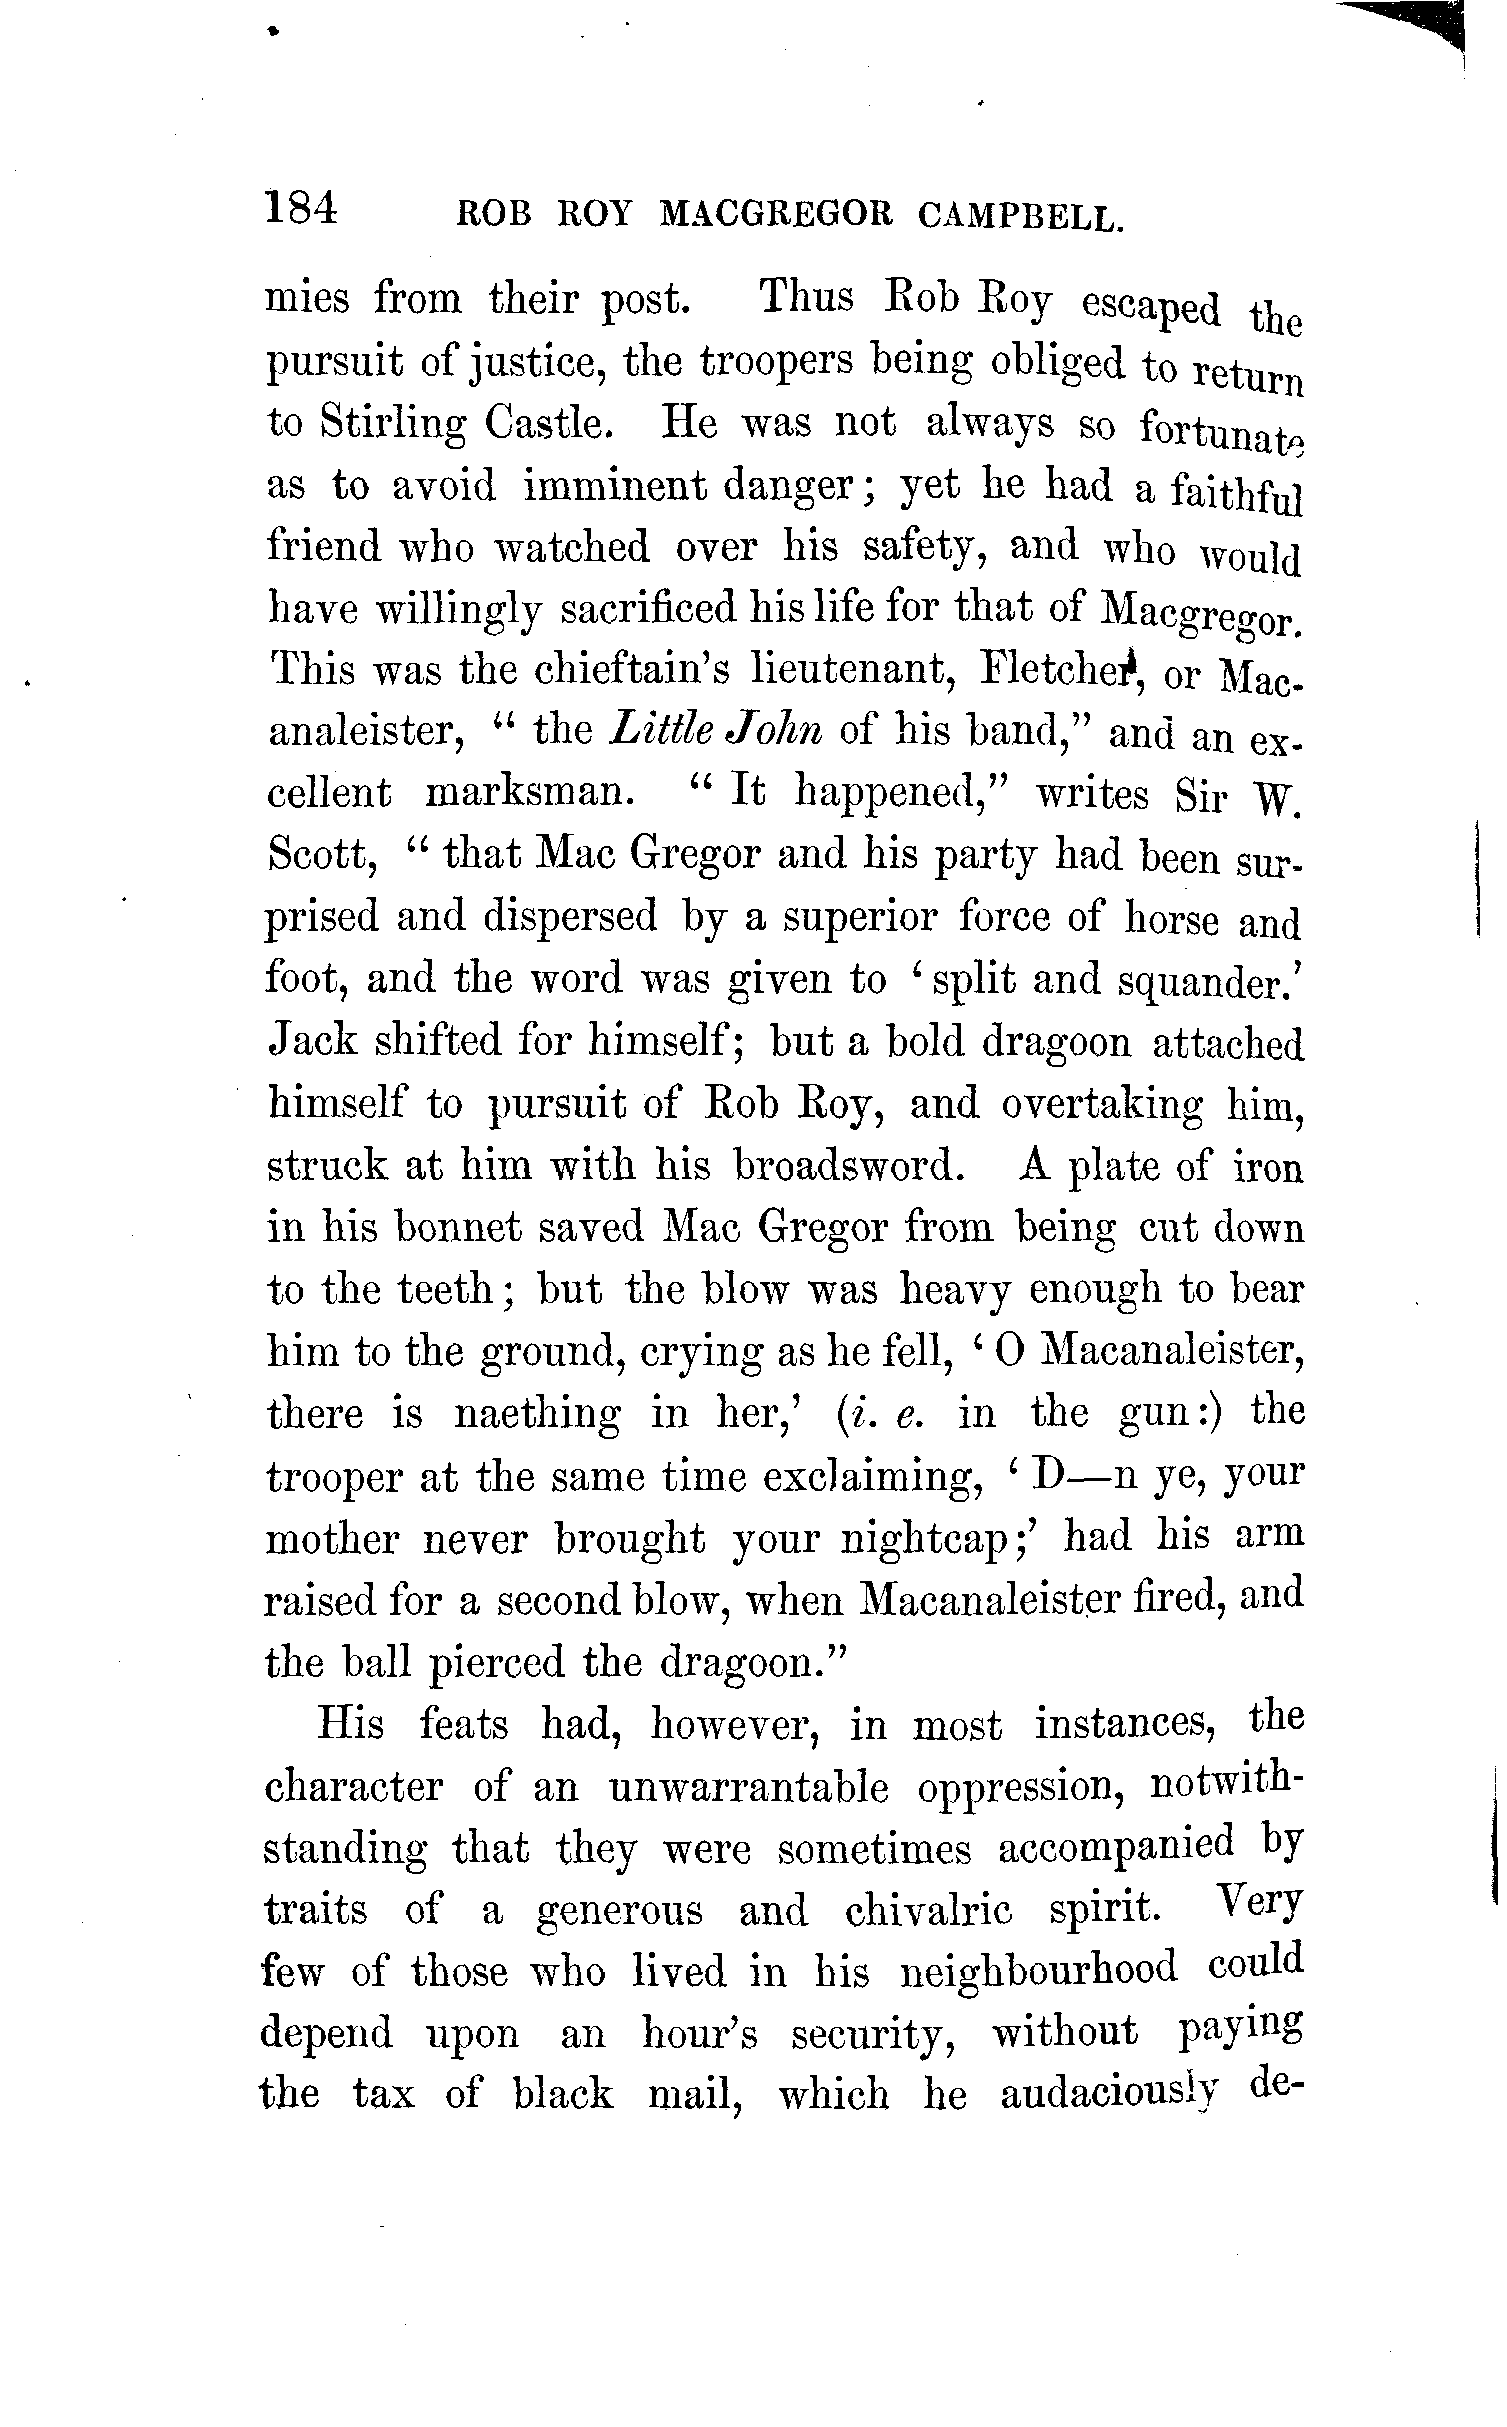 184 ROB ROY MACGREGOR CAMPBELL.
mies from their post. Thus Rob Roy escaped the
pursuit of justice, the troopers being obliged to return
to Stirling Castle. He was not always so fortunate
as to avoid imminent danger; yet he had a faithful
friend who watched over his safety, and who would
have willingly sacrificed his life for that of Macgregor.
This was the chieftain's lieutenant, Fletcher, or Mac-
analeister, “ the Little John of his band,” and an ex-
cellent marksman. “ It happened,” writes Sir W.
Scott, “ that Mac Gregor and his party had been sur-
prised and dispersed by a superior force of horse and
foot, and the word was given to ‘ split and squander.’
Jack shifted for himself; but a bold dragoon attached
himself to pursuit of Rob Roy, and overtaking him,
struck at him with his broadsword. A plate of iron
in his bonnet saved Mac Gregor from being cut down
to the teeth; but the blow was heavy enough to bear
him to the ground, crying as he fell, ‘ O Macanaleister,
there is naething in her,’ (i. e. in the gun:) the
trooper at the same time exclaiming, ‘ D—n ye, your
mother never brought your nightcap;’ had his arm
raised for a second blow, when Macanaleister fired, and
the ball pierced the dragoon.”
His feats had, however, in most instances, the
character of an unwarrantable oppression, notwith-
standing that they were sometimes accompanied by
traits of a generous and chivalric spirit. Very
few of those who lived in his neighbourhood could
depend upon an hour's security, without paying
the tax of black mail, which he audaciously de-